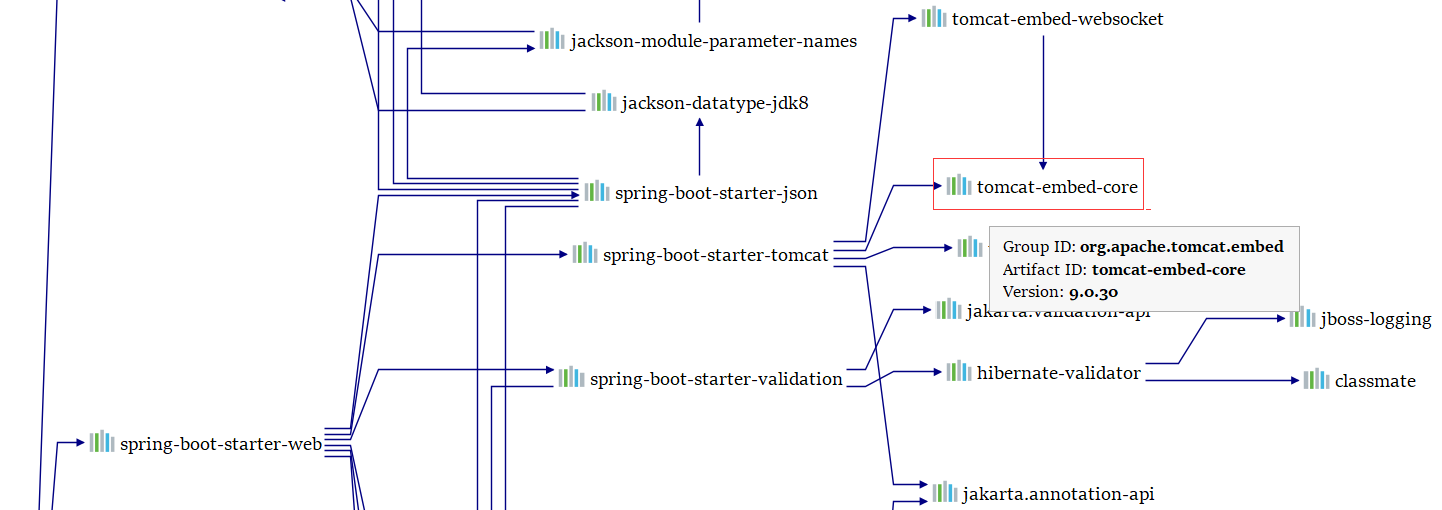 tomcat-embed-websocket
jackson-module-parameter-names
jackson-datatype-jdk8
tomcat-embed-core
spring-boot-starter-json
Group ID: org.apache.tomcat.embed
spring-boot-starter-tomcat
Artifact ID: tomcat-embed-core
Version: 9.0.30
jakarta.validation-api
jboss-logging
hibernate-validator
spring-boot-starter-validation
classmate
spring-boot-starter-web
jakarta.annotation-api